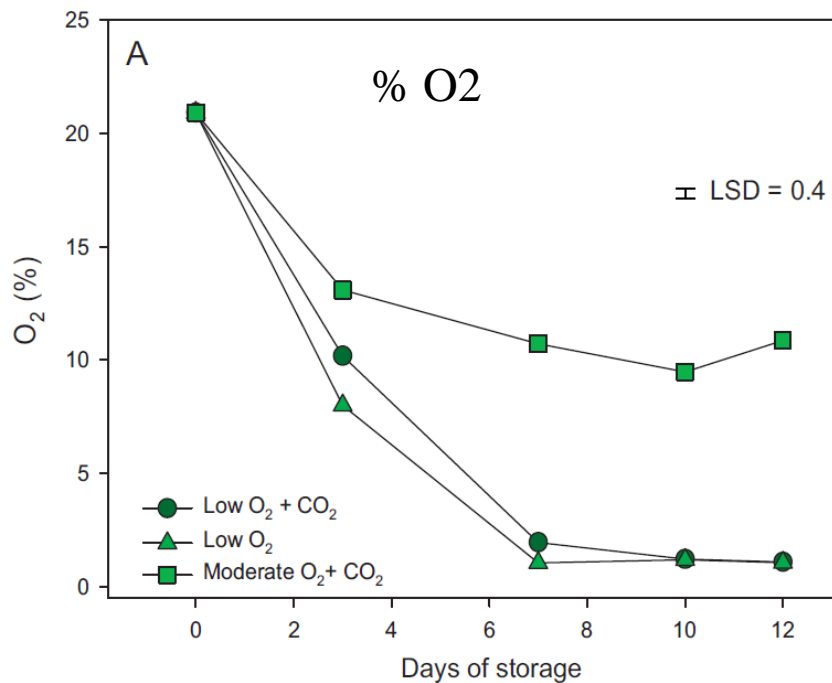 A
% O2
LSD = 0.4
O₂ (%)
25
20
15
10
5
0
Low O₂ + CO₂
Low O₂
Moderate O₂+ CO₂
0 2 4 6 8 10 12
Days of storage